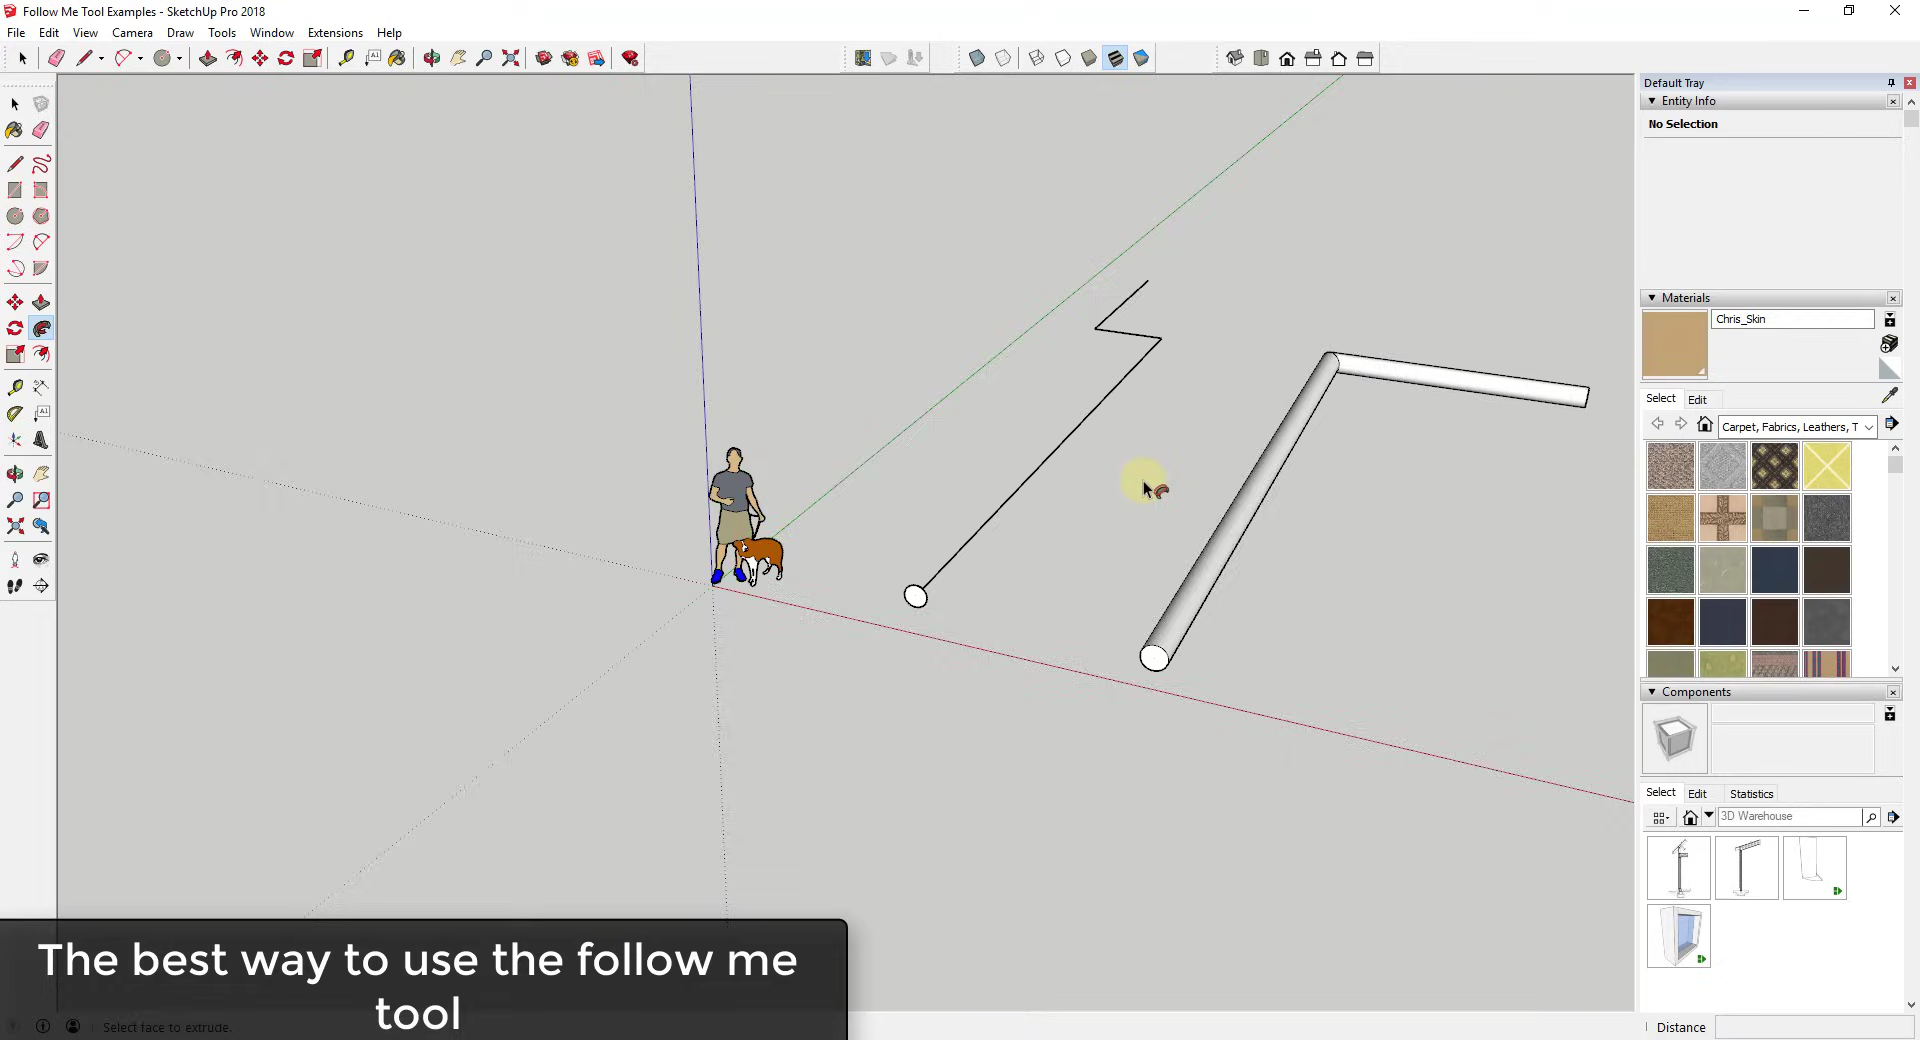 Follow Me Tool Examples - SketchUp Pro 2018
File Edit View Camera Draw Tools Window Extensions Help
Default Tray
Entity Info
No Selection
Materials
Chris_Skin
Select Edit
Carpet, Fabrics, Leathers, T
Components
Select Edit Statistics
3D Warehouse
The best way to use the follow me
tool
Select face to extrude.
Distance